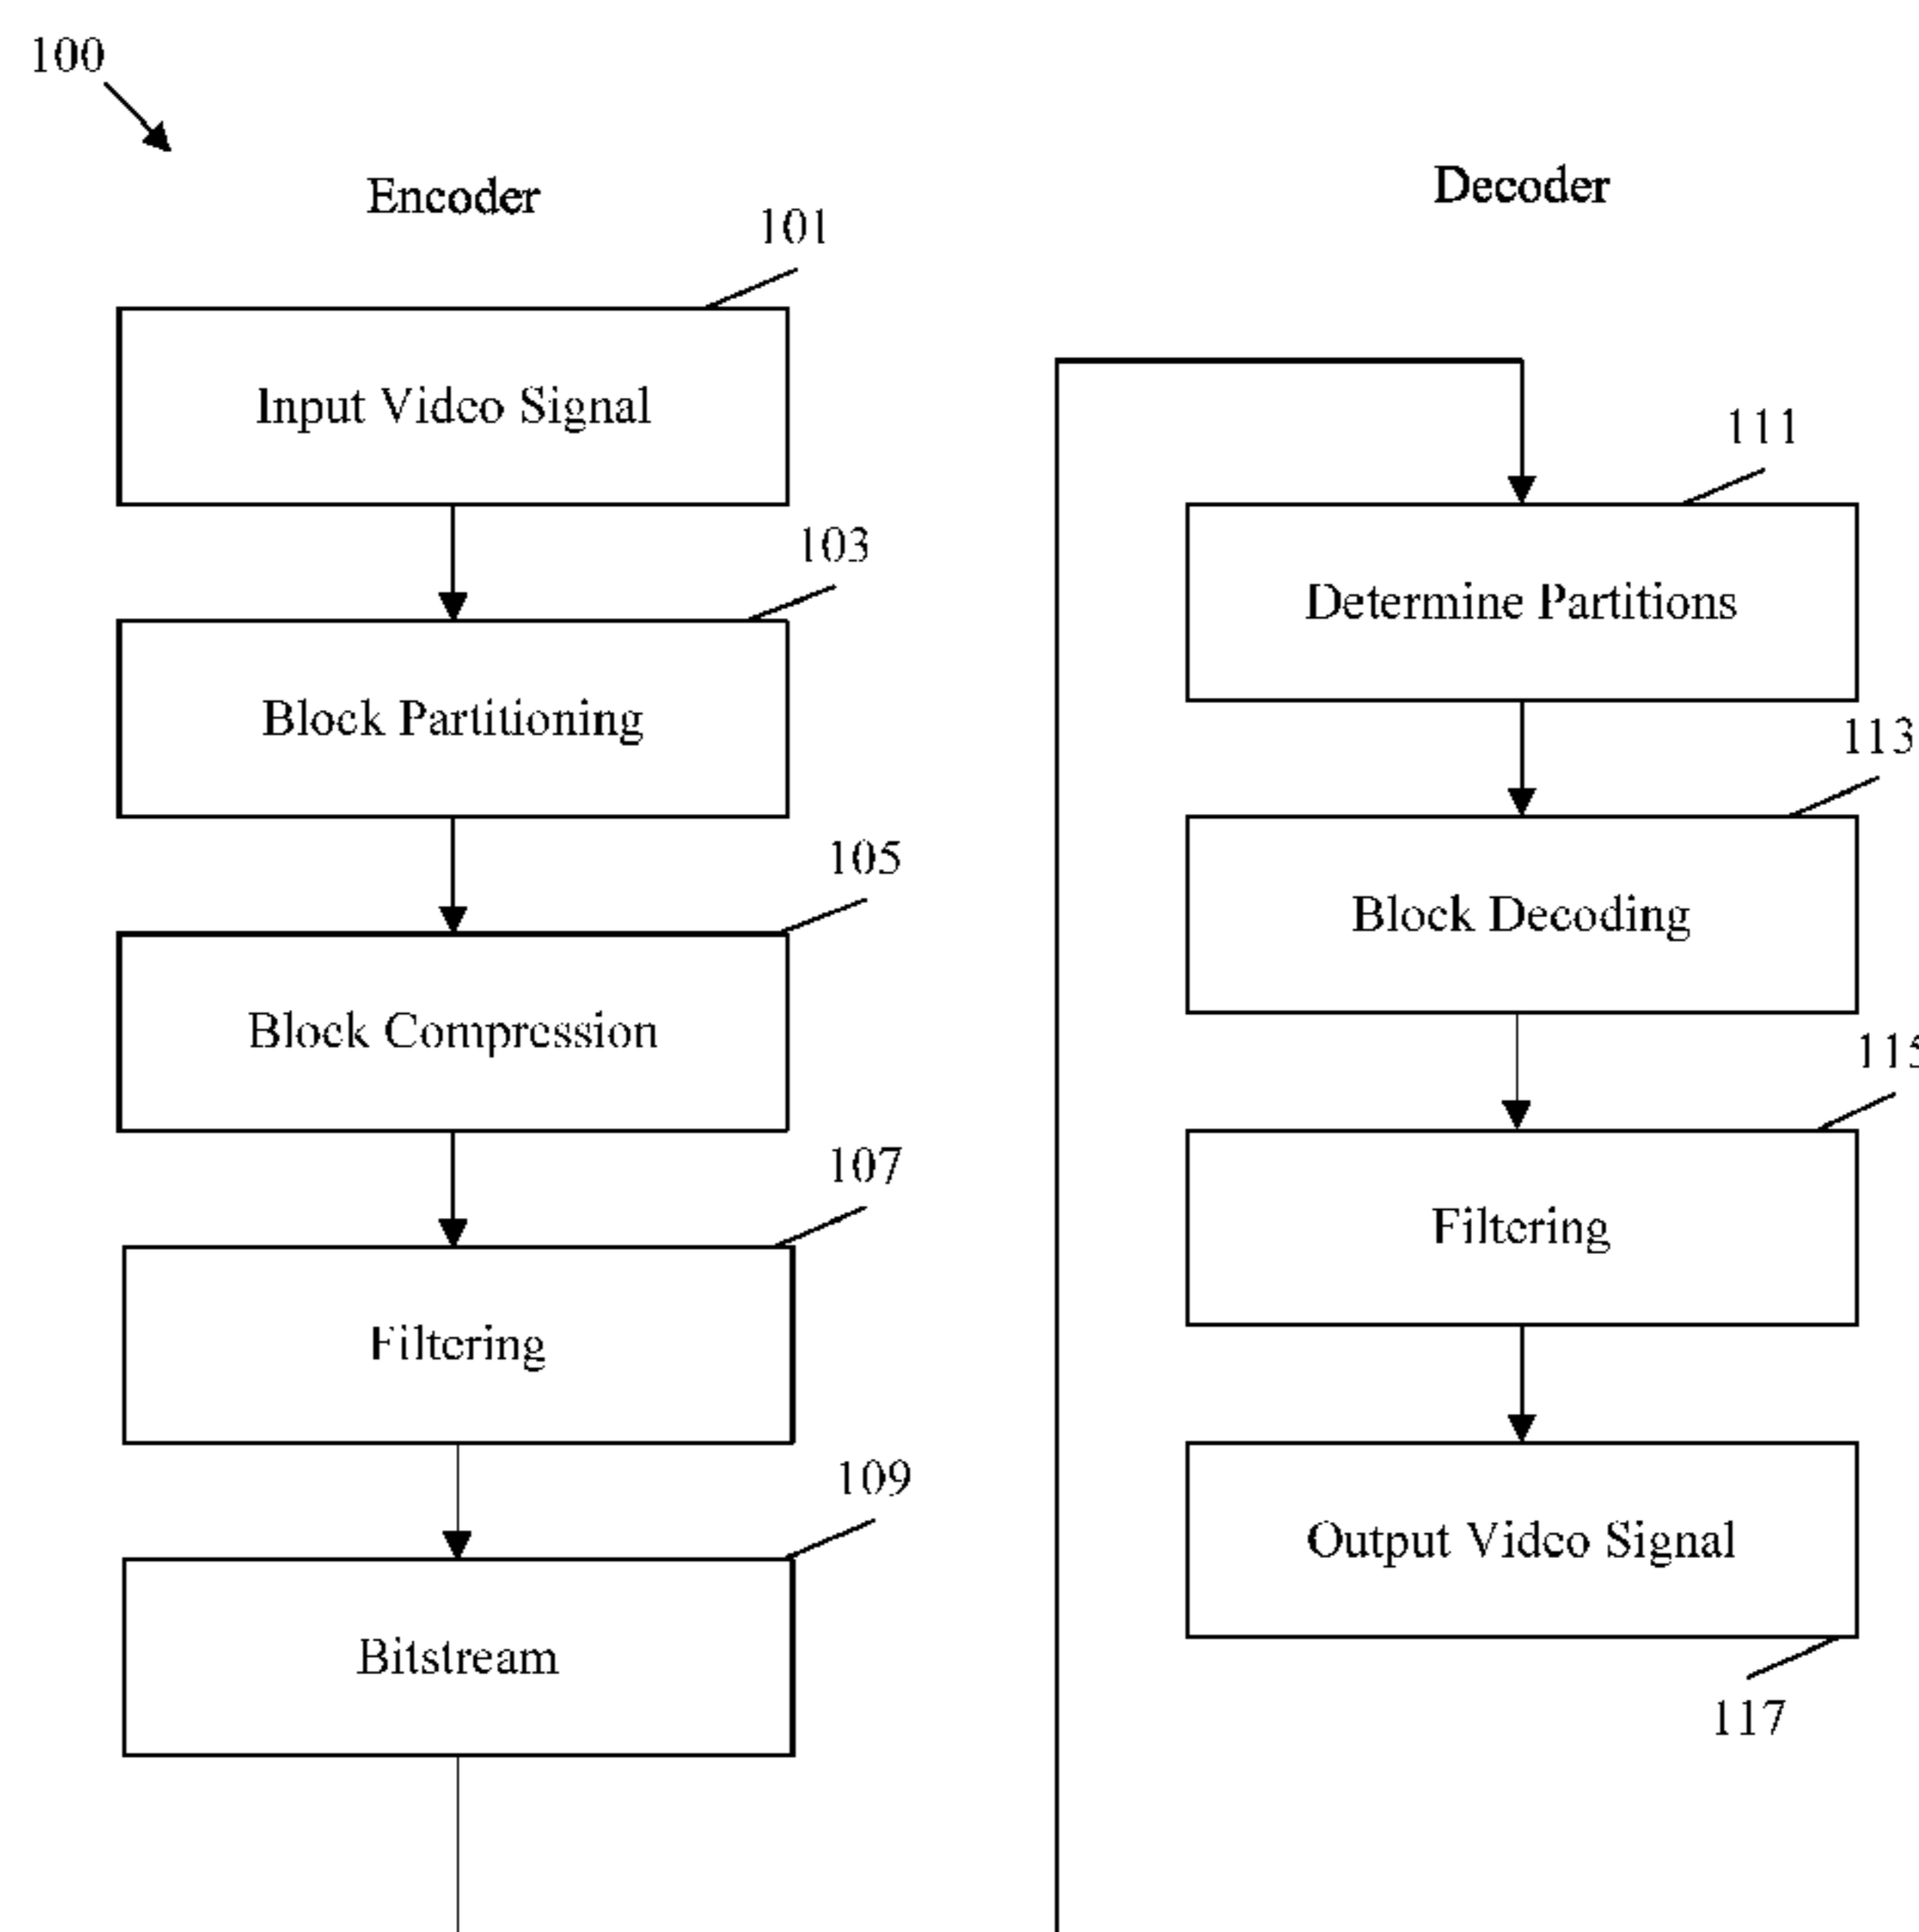 100
Encoder
101
Input Video Signal
103
Block Partitioning
105
Block Compression
107
Filtering
109
Bitstream
Decoder
111
Determine Partitions
113
Block Decoding
115
Filtering
Output Video Signal
117